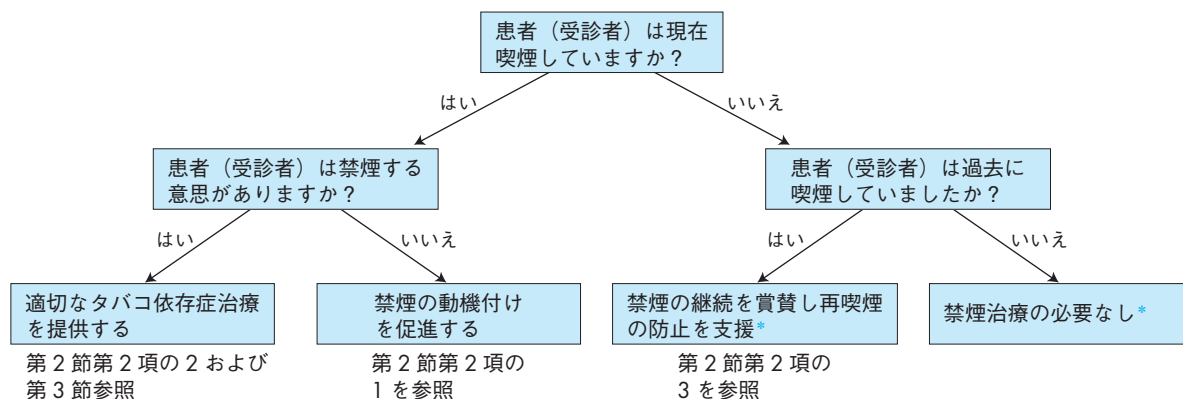 患者（受診者）は現在
喫煙していますか？
はい
いいえ
患者（受診者）は禁煙する
意思がありますか？
患者（受診者）は過去に
喫煙していましたか？
はい
いいえ
はい
いいえ
適切なタバコ依存症治療
を提供する
禁煙の動機付け
を促進する
禁煙の継続を賞賛し再喫煙
の防止を支援*
禁煙治療の必要なし*
第 2 節第 2 項の 2 および
第 3 節参照
第 2 節第 2 項の
1 を参照
第 2 節第 2 項の
3 を参照